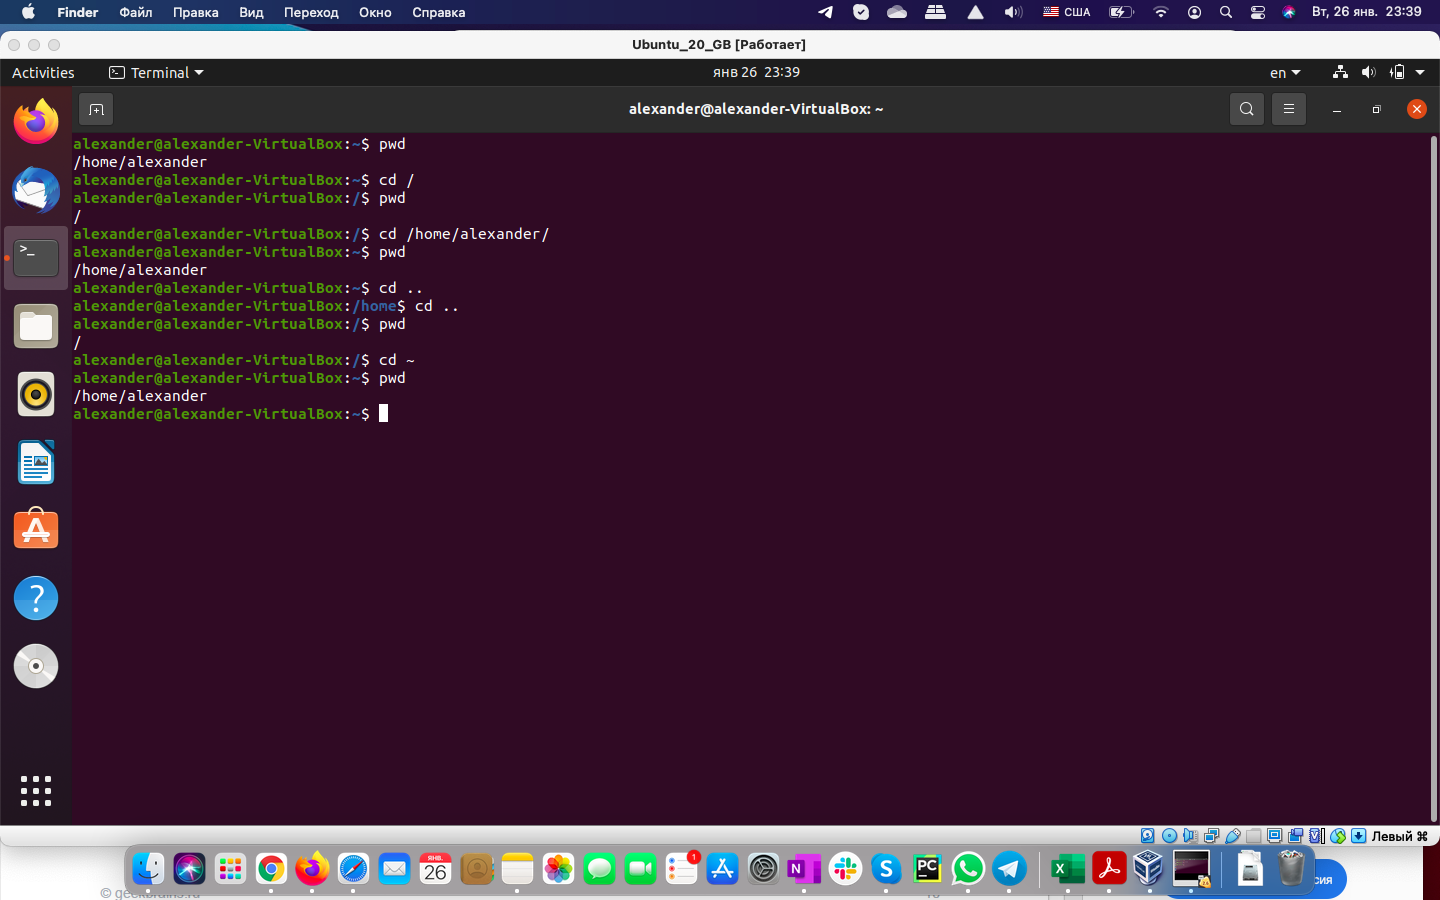 Finder Файл Правка Вид Переход Окно Справка США Вт, 26 янв. 23:39
Ubuntu_20_GB [Работает]
Activities Terminal янв 26 23:39 en
alexander@alexander-VirtualBox: ~
alexander@alexander-VirtualBox:~$ pwd
/home/alexander
alexander@alexander-VirtualBox:~$ cd /
alexander@alexander-VirtualBox:/$ pwd
/
alexander@alexander-VirtualBox:/$ cd /home/alexander/
alexander@alexander-VirtualBox:~$ pwd
/home/alexander
alexander@alexander-VirtualBox:~$ cd ..
alexander@alexander-VirtualBox:/home$ cd ..
alexander@alexander-VirtualBox:/$ pwd
/
alexander@alexander-VirtualBox:/$ cd ~
alexander@alexander-VirtualBox:~$ pwd
/home/alexander
alexander@alexander-VirtualBox:~$
Левый ⌘
ЯНВ.
26
1
PC